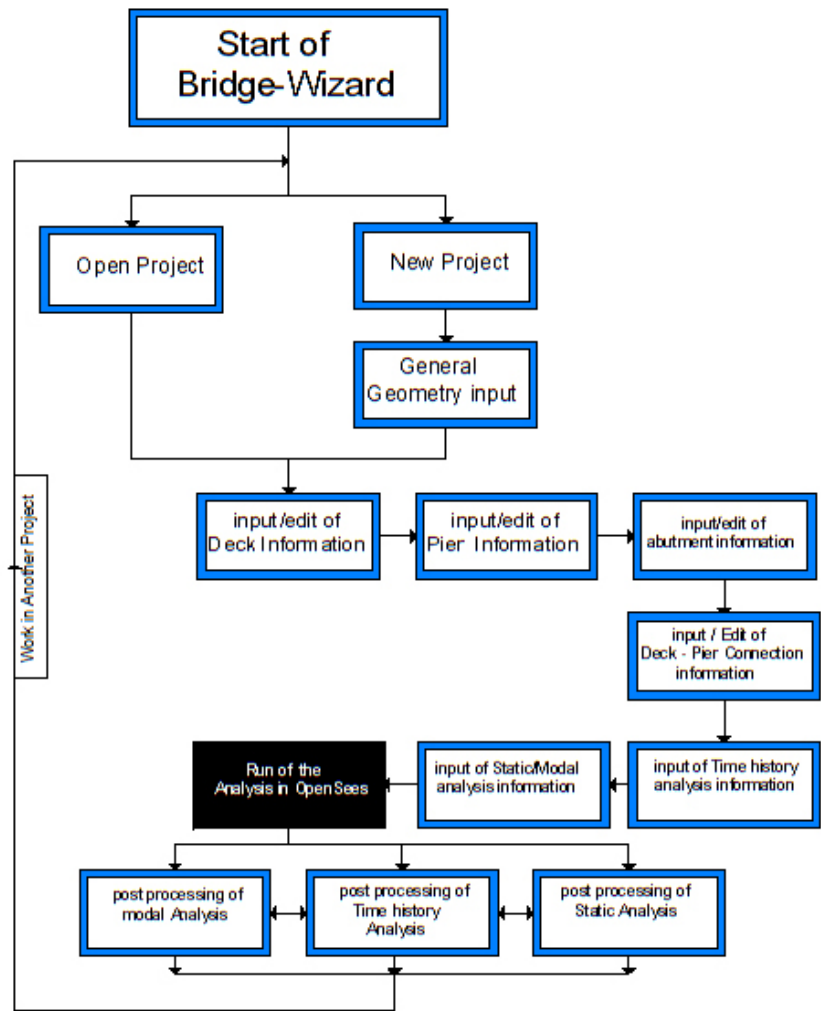 Start of
Bridge-Wizard
Open Project
New Project
General
Geometry input
input/edit of
Deck Information
input/edit of
Pier Information
input/edit of
abutment information
input / Edit of
Deck - Pier Connection
information
Work in Another Project
Run of the
Analysis in OpenSees
input of Static/Modal
analysis information
input of Time history
analysis information
post processing of
modal Analysis
post processing of
Time history
Analysis
post processing of
Static Analysis